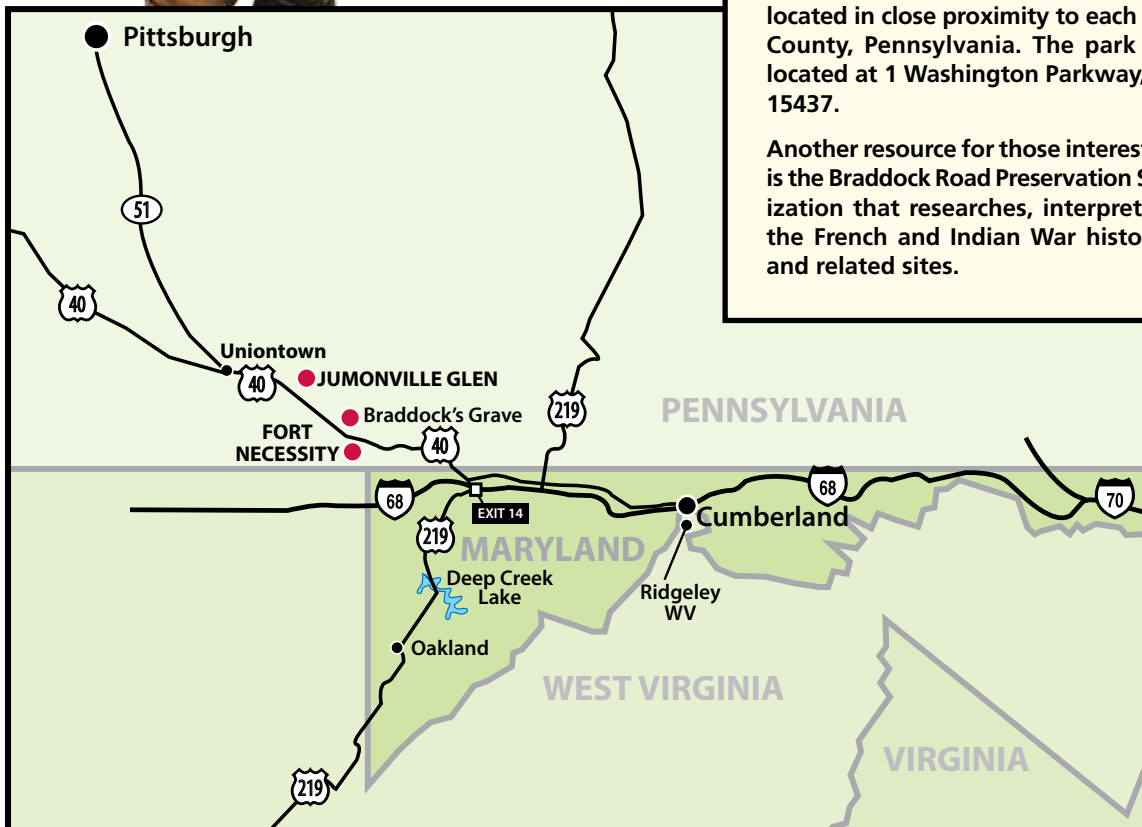 located in close proximity to each
County, Pennsylvania. The park
located at 1 Washington Parkway,
15437.
Another resource for those interest
is the Braddock Road Preservation S
ization that researches, interpret
the French and Indian War histo
and related sites.
Pittsburgh
51
40
Uniontown
40
JUMONVILLE GLEN
Braddock's Grave
219
PENNSYLVANIA
FORT
NECESSITY
40
68
EXIT 14
68
70
Cumberland
219
MARYLAND
Deep Creek
Lake
Ridgeley
WV
Oakland
WEST VIRGINIA
VIRGINIA
219